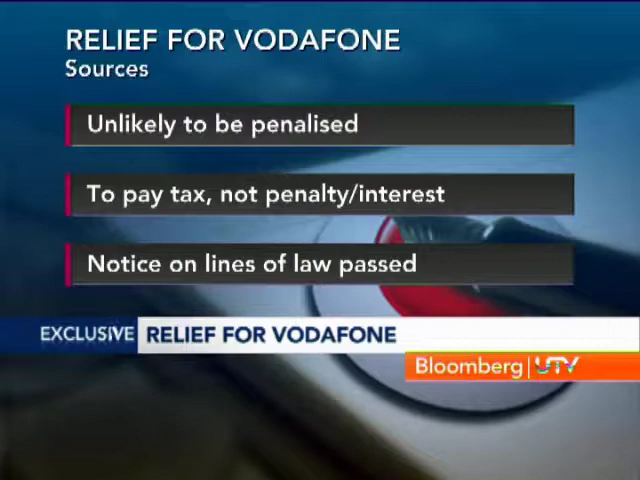 RELIEF FOR VODAFONE
Sources
Unlikely to be penalised
To pay tax, not penalty/interest
Notice on lines of law passed
EXCLUSIVE RELIEF FOR VODAFONE
Bloomberg | UTV